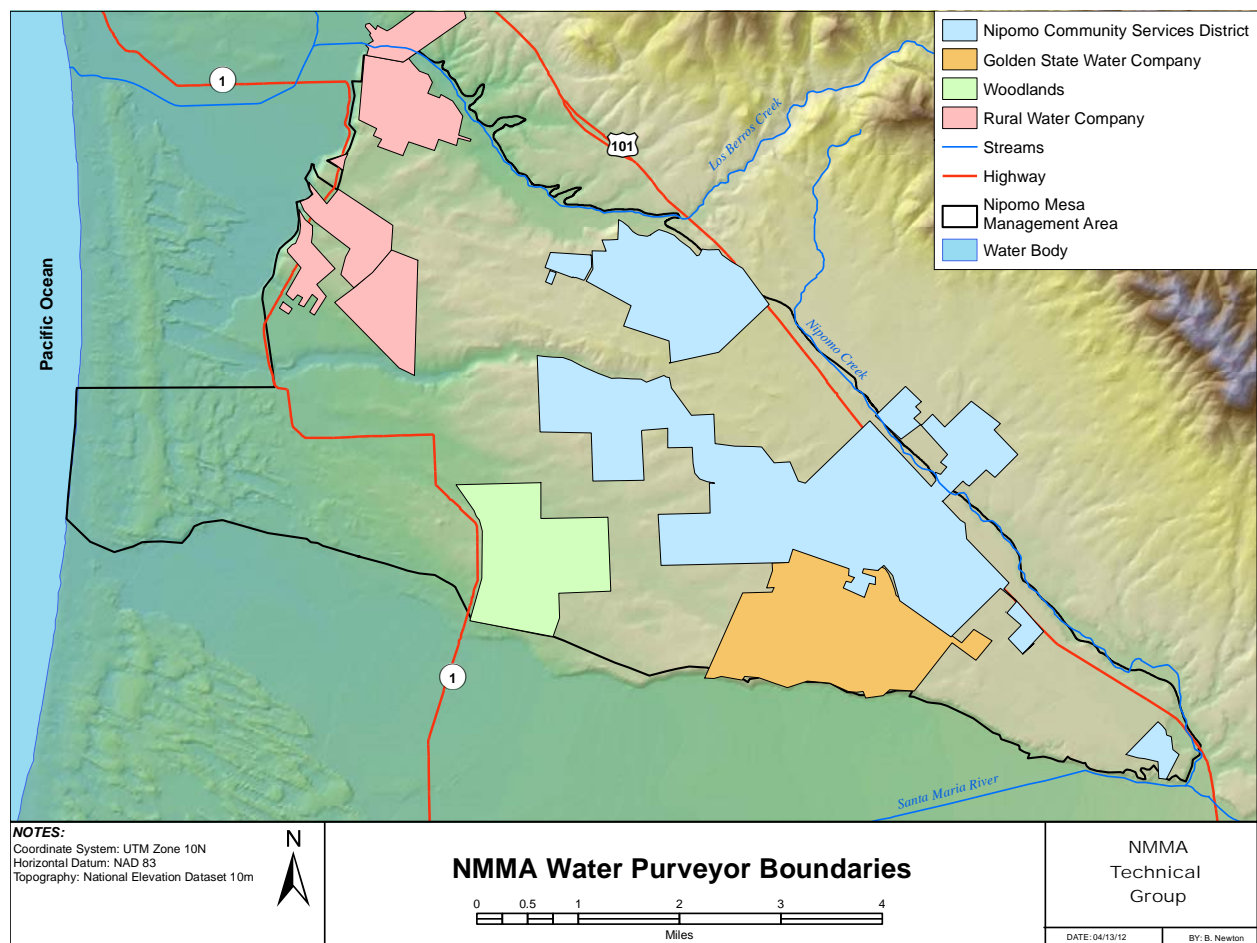 Nipomo Community Services District
Golden State Water Company
Woodlands
Rural Water Company
Streams
Highway
Nipomo Mesa
Management Area
Water Body
1
101
Los Berros Creek
Pacific Ocean
Nipomo Creek
1
Santa Maria River
NOTES:
Coordinate System: UTM Zone 10N
Horizontal Datum: NAD 83
Topography: National Elevation Dataset 10m
N
NMMA Water Purveyor Boundaries
0 0.5 1 2 3 4
Miles
NMMA
Technical
Group
DATE: 04/13/12 BY: B. Newton